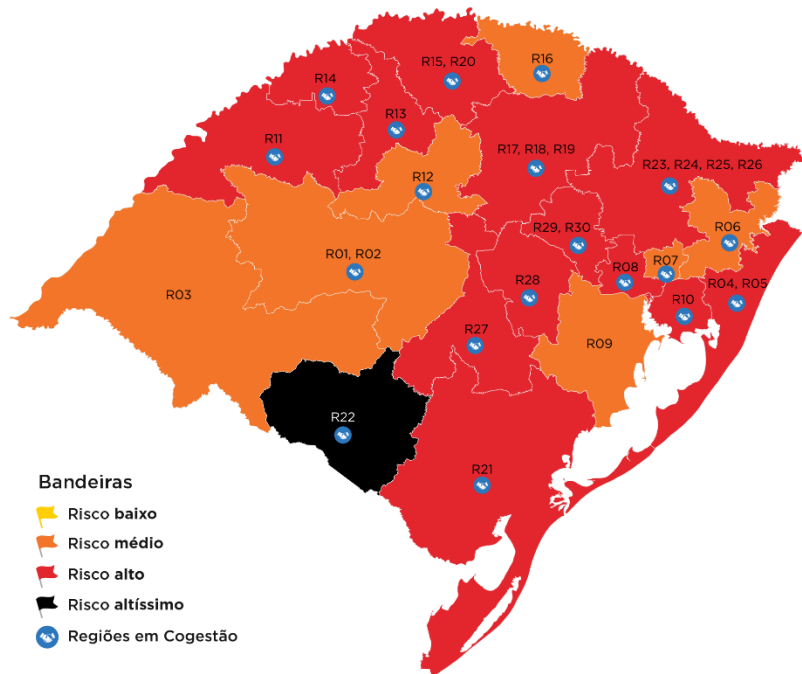 R15, R20
R16
R14
R13
R11
R17, R18, R19
R23, R24, R25, R26
R12
R06
R29, R30
R01, R02
R07
R08
R03
R28
R04, R05
R10
R27
R09
R22
R21
Bandeiras
Risco baixo
Risco médio
Risco alto
Risco altíssimo
Regiões em Cogestão